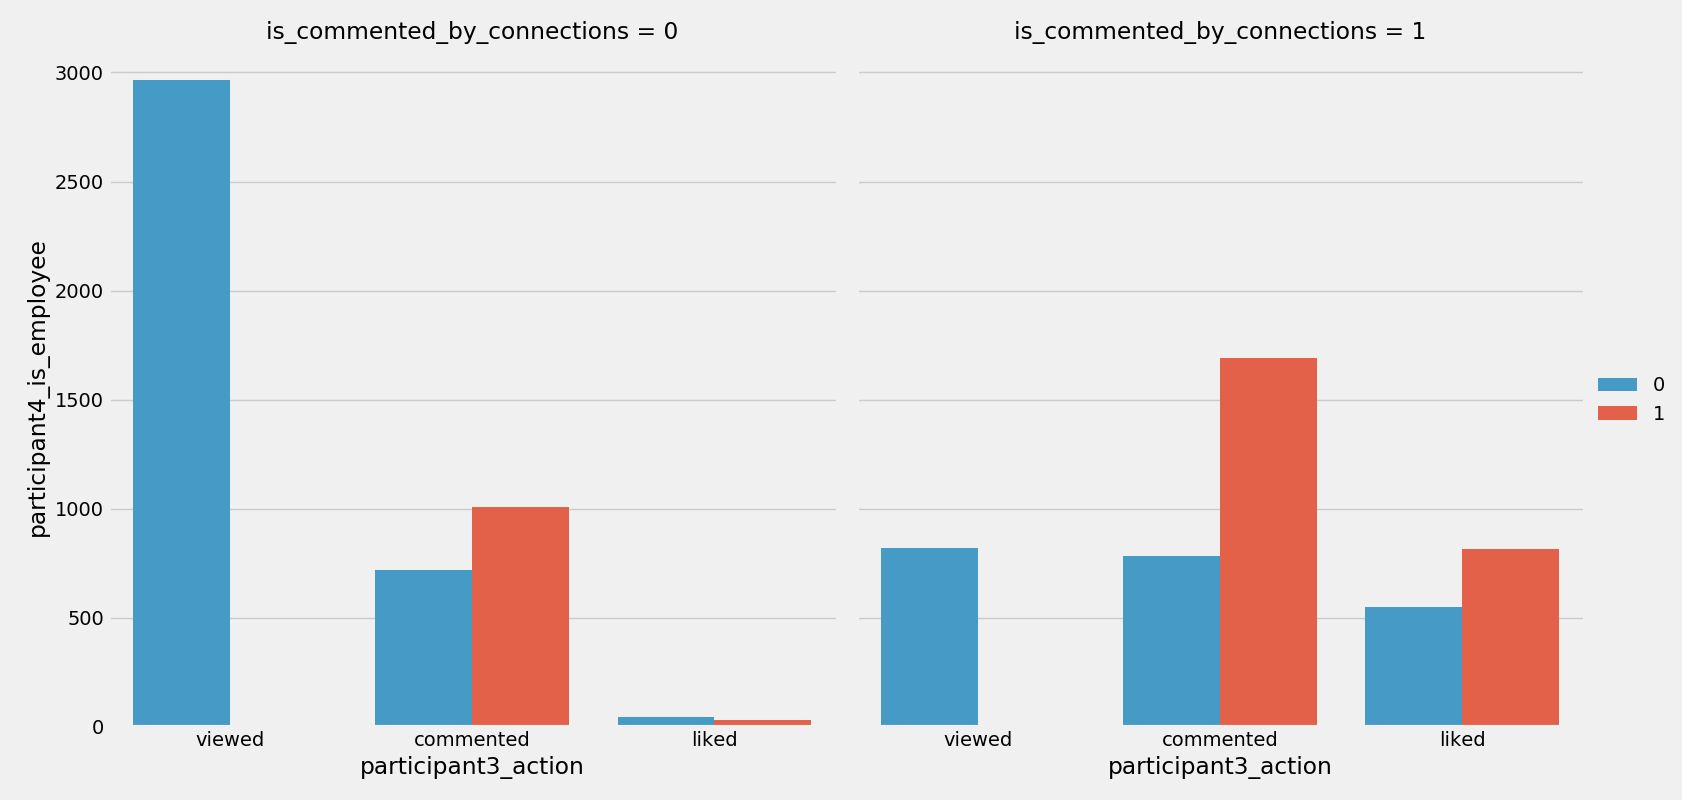 is_commented_by_connections = 0
is_commented_by_connections = 1
participant4_is_employee
3000
2500
2000
1500
1000
500
0
viewed
commented
liked
viewed
commented
liked
participant3_action
participant3_action
0
1